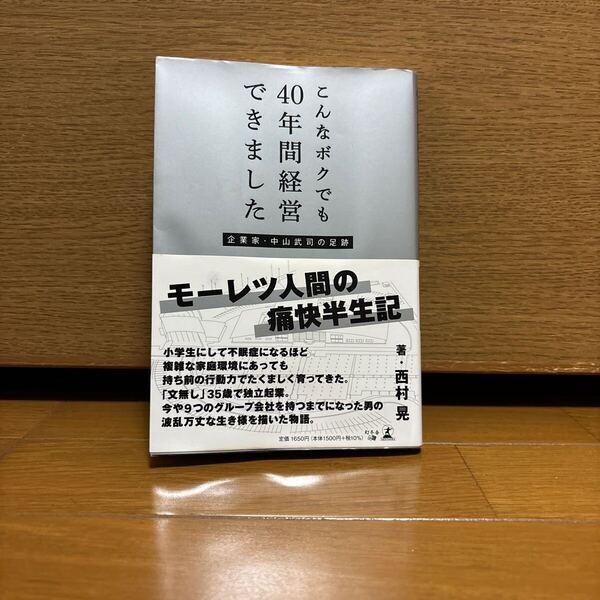 こんなボクでも
40年間経営
できました
企業家・中山武司の足跡
モーレツ人間の
痛快半生記
小学生にして不眠症になるほど
複雑な家庭環境にあっても
持ち前の行動力でたくましく育ってきた。
「文無し」35歳で独立起業。
今や9つのグループ会社を持つまでになった男の
波乱万丈な生き様を描いた物語。
著・西村晃
定価 1650円(本体1500円+税10%)
幻冬舎